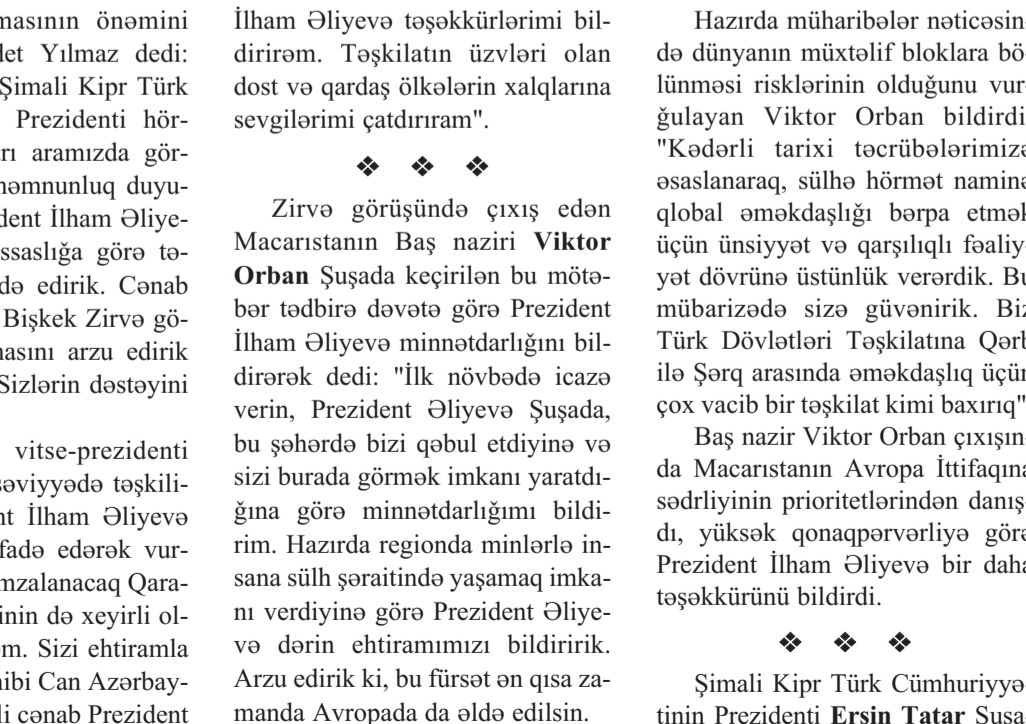 masının önəmini
det Yılmaz dedi:
Şimali Kipr Türk
Prezidenti hör-
arı aramızda gör-
nəmnunluq duyu-
dent İlham Əliye-
ssaslığa görə tə-
də edirik. Cənab
Bişkek Zirvə gö-
nasını arzu edirik
Sizlərin dəstəyini
vitse-prezidenti
səviyyədə təşkili-
nt İlham Əliyevə
fadə edərək vur-
mzalanacaq Qara-
inin də xeyirli ol-
əm. Sizi ehtiramla
nibi Can Azərbay-
li cənab Prezident
İlham Əliyevə təşəkkürlərimi bil-
dirirəm. Təşkilatın üzvləri olan
dost və qardaş ölkələrin xalqlarına
sevgilərimi çatdırıram".
❖ ❖ ❖
Zirvə görüşündə çıxış edən
Macarıstanın Baş naziri Viktor
Orban Şuşada keçirilən bu mötə-
bər tədbirə dəvətə görə Prezident
İlham Əliyevə minnətdarlığını bil-
dirərək dedi: "İlk növbədə icazə
verin, Prezident Əliyevə Şuşada,
bu şəhərdə bizi qəbul etdiyinə və
sizi burada görmək imkanı yaratdı-
ğına görə minnətdarlığımı bildi-
rim. Hazırda regionda minlərlə in-
sana sülh şəraitində yaşamaq imka-
nı verdiyinə görə Prezident Əliye-
və dərin ehtiramımızı bildiririk.
Arzu edirik ki, bu fürsət ən qısa za-
manda Avropada da əldə edilsin.
Hazırda müharibələr nəticəsin-
də dünyanın müxtəlif bloklara bö-
lünməsi risklərinin olduğunu vur-
ğulayan Viktor Orban bildirdi:
"Kədərli tarixi təcrübələrimizə
əsaslanaraq, sülhə hörmət naminə
qlobal əməkdaşlığı bərpa etmək
üçün ünsiyyət və qarşılıqlı fəaliy-
yət dövrünə üstünlük verərdik. Bu
mübarizədə sizə güvənirik. Biz
Türk Dövlətləri Təşkilatına Qərb
ilə Şərq arasında əməkdaşlıq üçün
çox vacib bir təşkilat kimi baxırıq".
Baş nazir Viktor Orban çıxışın-
da Macarıstanın Avropa İttifaqına
sədrliyinin prioritetlərindən danış-
dı, yüksək qonaqpərvərliyə görə
Prezident İlham Əliyevə bir daha
təşəkkürünü bildirdi.
❖ ❖ ❖
Şimali Kipr Türk Cümhuriyyə-
tinin Prezidenti Ersin Tatar Şuşa-